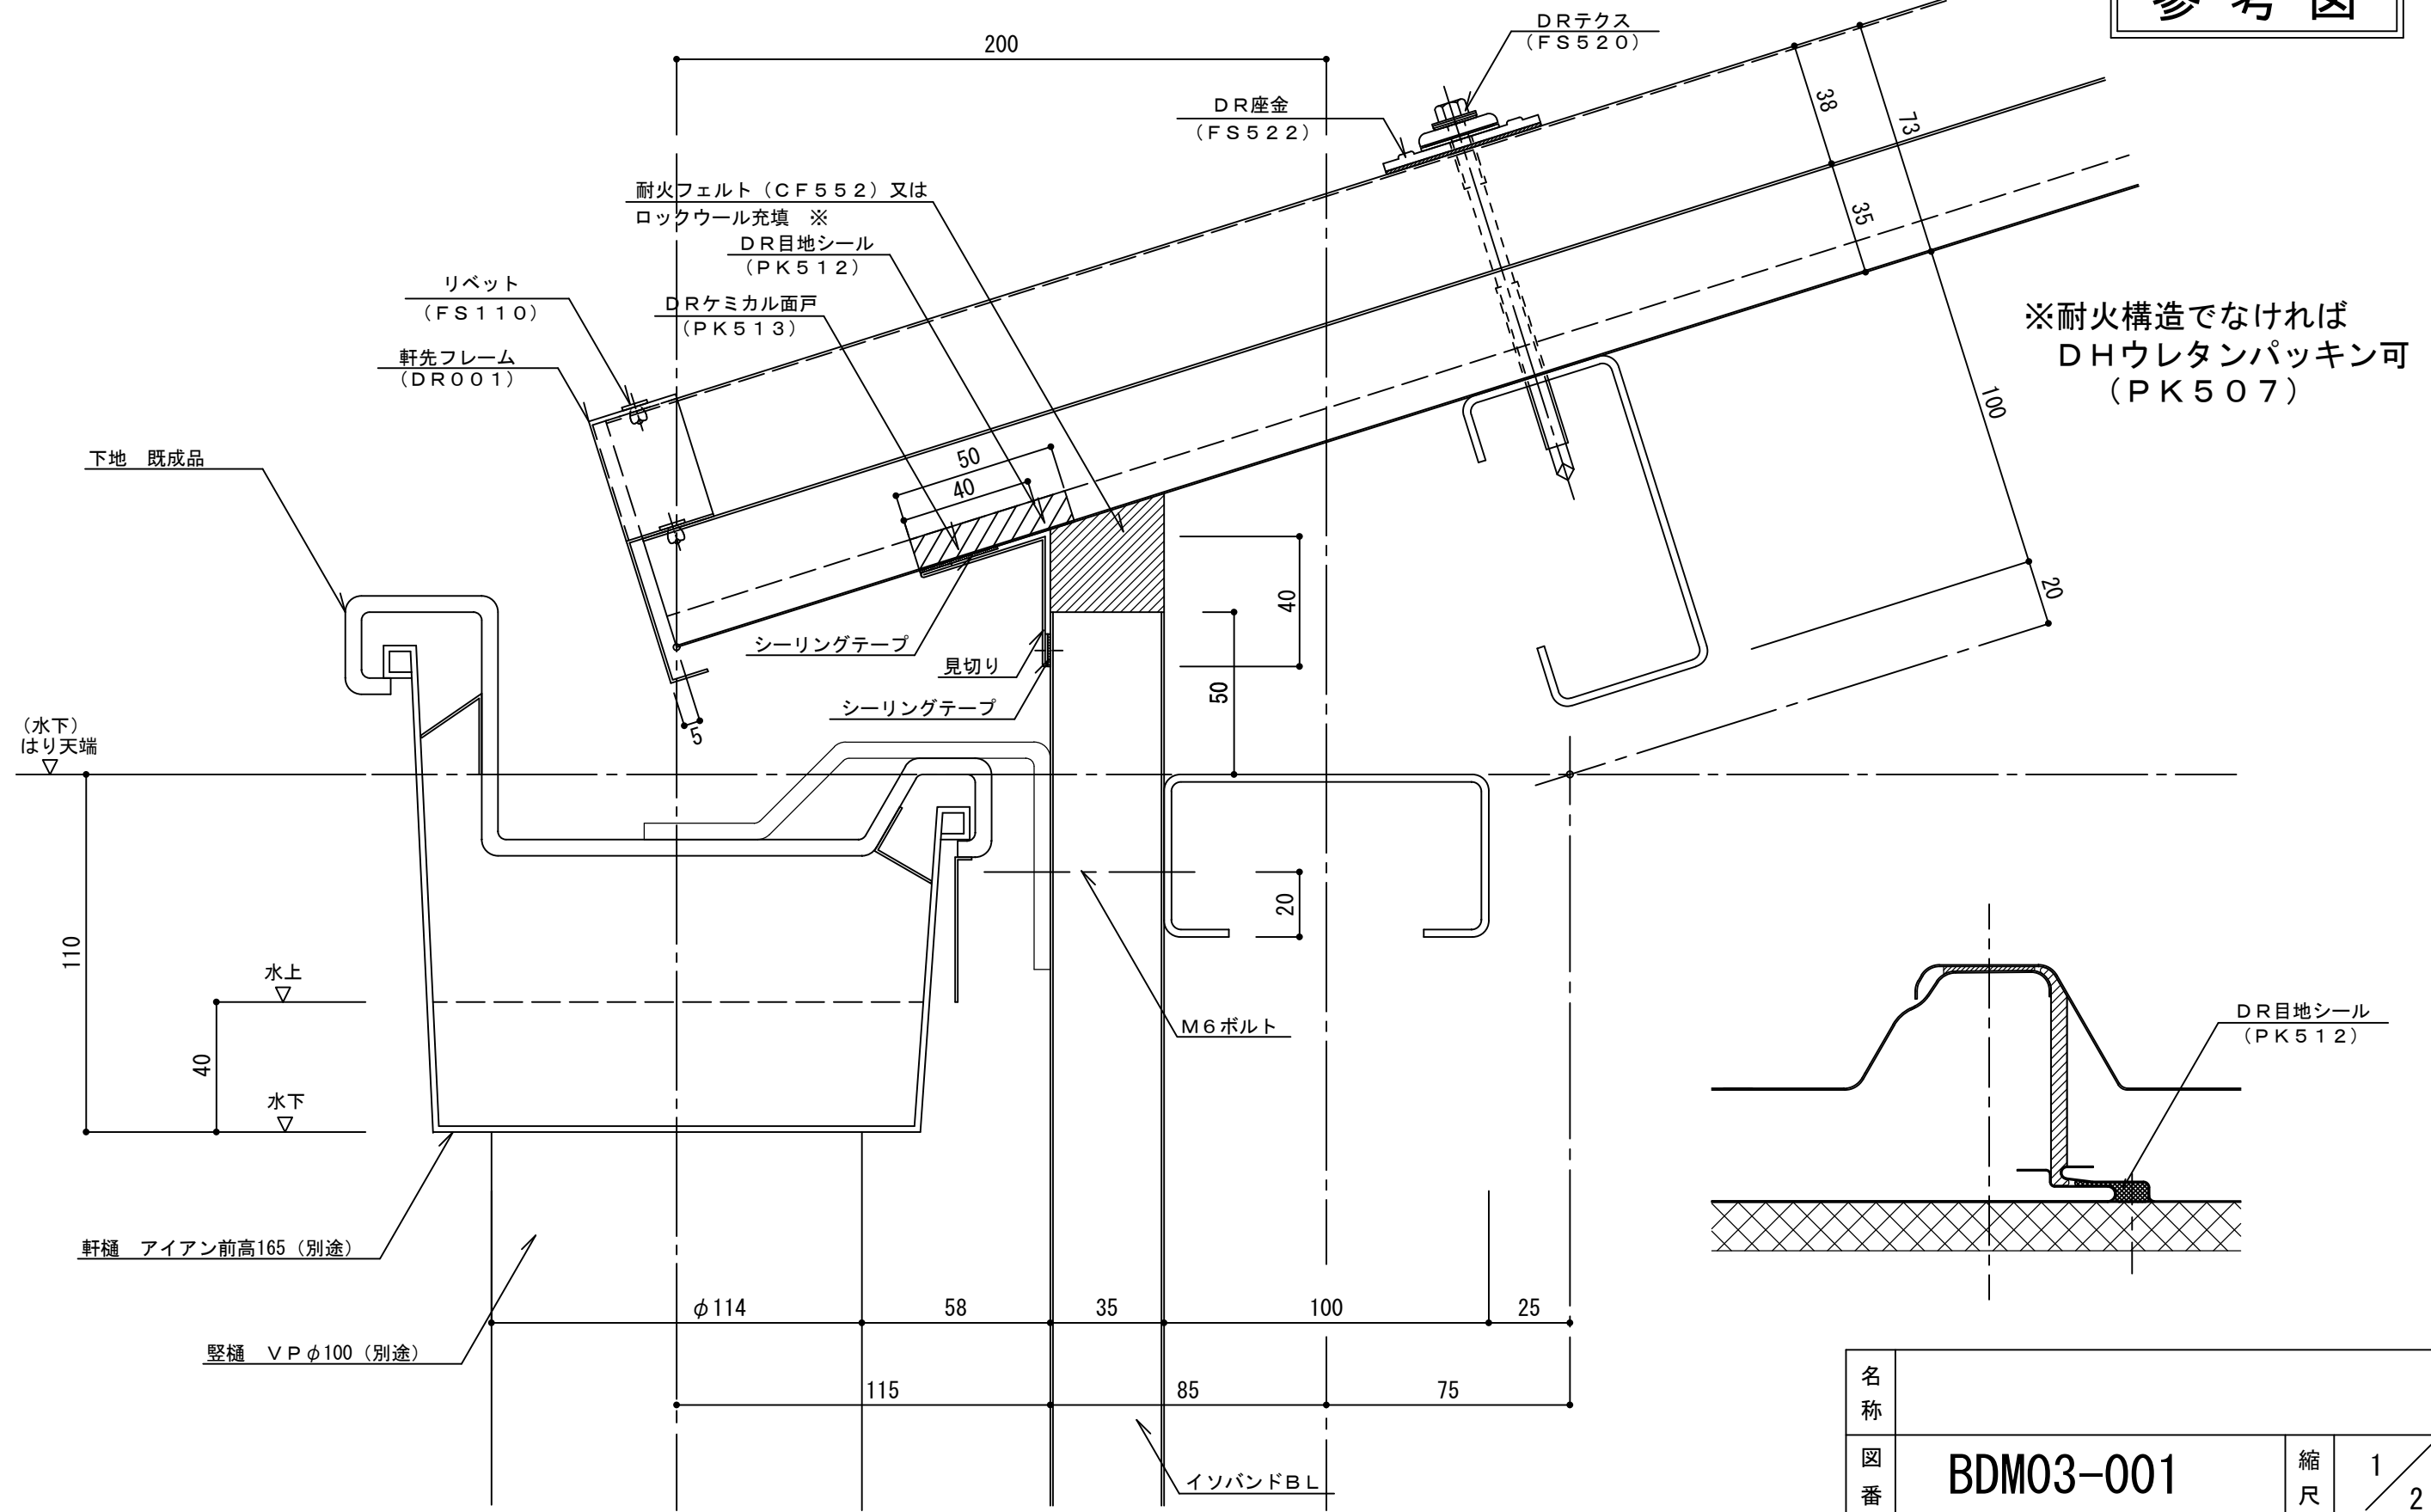 参考図
200
DRテクス
(FS520)
DR座金
(FS522)
38
73
35
耐火フェルト(CF552)又は
ロックウール充填 ※
DR目地シール
(PK512)
リベット
(FS110)
DRケミカル面戸
(PK513)
軒先フレーム
(DR001)
※耐火構造でなければ
DHウレタンパッキン可
(PK507)
100
下地 既成品
50
40
20
40
シーリングテープ
見切り
50
シーリングテープ
5
(水下)
はり天端
20
110
水上
40
水下
M6ボルト
DR目地シール
(PK512)
軒樋 アイアン前高165(別途)
φ114
58
35
100
25
竪樋 VPφ100(別途)
115
85
75
イソバンドBL
名称
図番
BDM03-001
縮尺
1/2